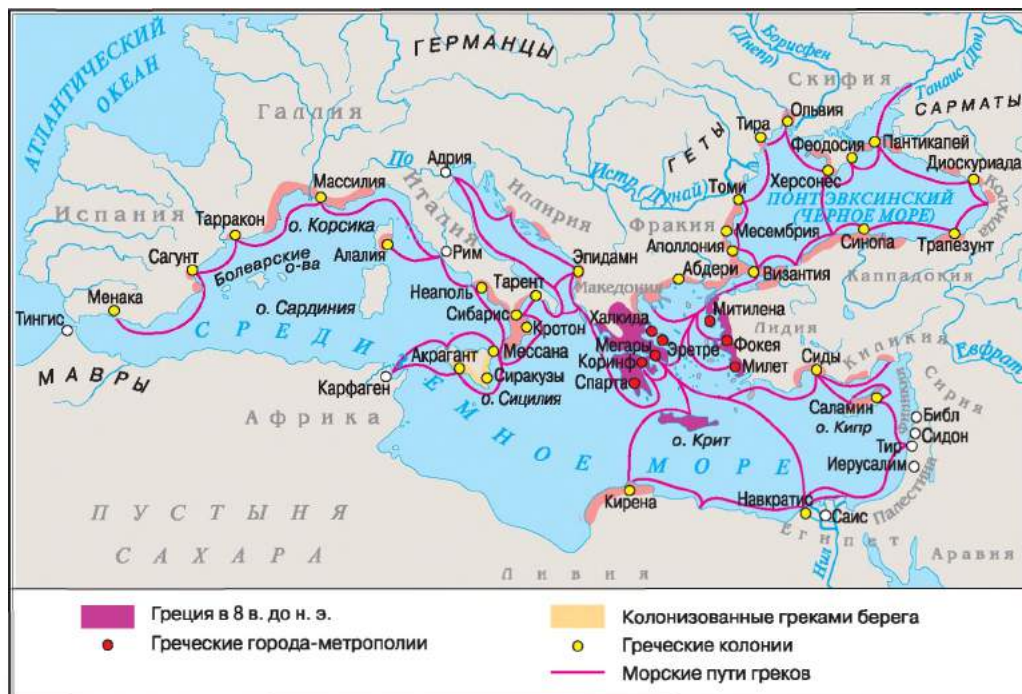 АТЛАНТИЧЕСКИЙ
ОКЕАН
ГЕРМАНЦЫ
Борисфен
(Днепр)
Скифия
Танаис (Дон)
САРМАТЫ
Галлия
Ольвия
Тира
Феодосия
Пантикапей
Диоскуриада
ГЕТЫ
По
Адрия
Истр (Дунай)
Херсонес
Колхида
Массилия
Италия
Иллирия
Томи
ПОНТ ЭВКСИНСКИЙ
(ЧЕРНОЕ МОРЕ)
Испания
Тарракон
о. Корсика
Фракия
Месембрия
Синопа
Трапезунт
Сагунт
Болеарские
о-ва
Алалия
Рим
Эпидамн
Аполлония
Абдери
Византия
Каппадокия
Менака
о. Сардиния
Неаполь
Тарент
Македония
Митилена
Тингис
Сибарис
Халкида
Лидия
СРЕДИЗЕМНОЕ МОРЕ
Кротон
Мегары
Эретре
Фокея
Киликия
Евфрат
МАВРЫ
Акрагант
Мессана
Коринф
Милет
Сиды
Карфаген
Сиракузы
Спарта
Сирия
о. Сицилия
Саламин
Финикия
Африка
о. Крит
о. Кипр
Библ
Сидон
Тир
Иерусалим
Палестина
Кирена
Навкратис
Саис
ПУСТЫНЯ
САХАРА
Египет
Нил
Аравия
Ливия
Греция в 8 в. до н. э.
Греческие города-метрополии
Колонизованные греками берега
Греческие колонии
Морские пути греков